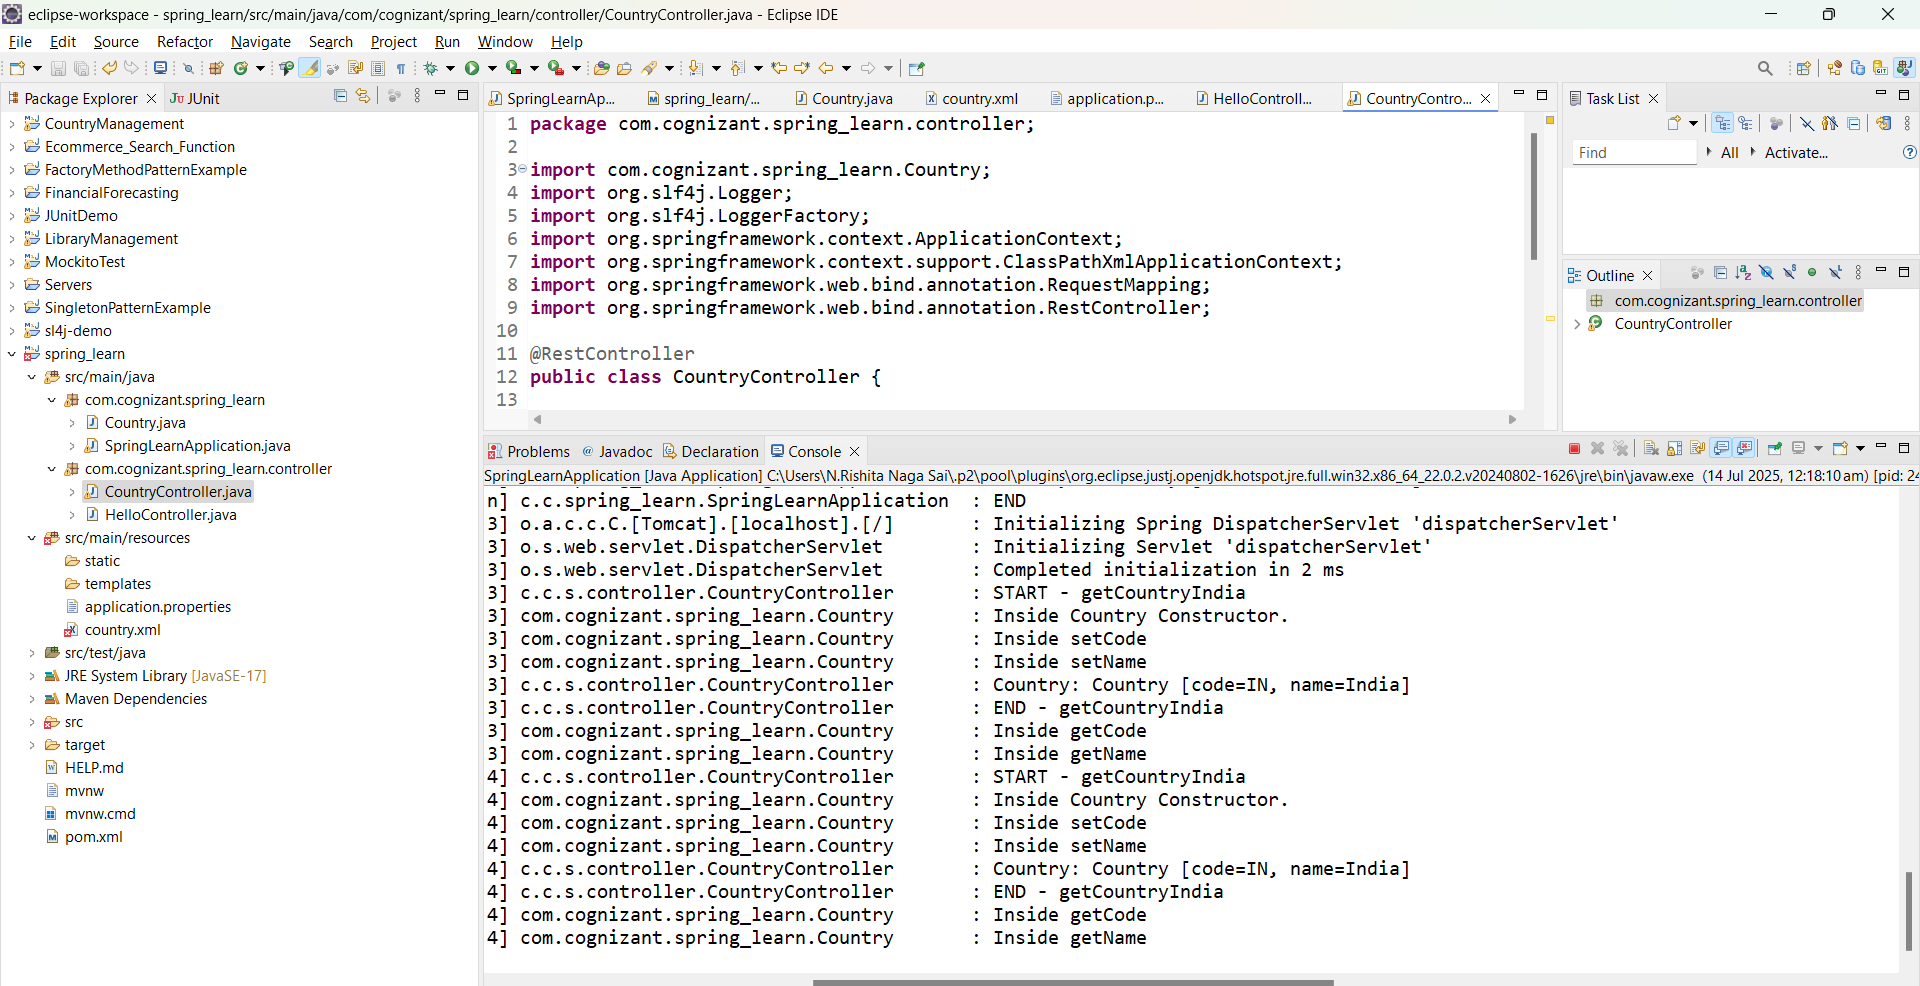 eclipse-workspace - spring_learn/src/main/java/com/cognizant/spring_learn/controller/CountryController.java - Eclipse IDE
File Edit Source Refactor Navigate Search Project Run Window Help
Package Explorer
JUnit
CountryManagement
Ecommerce_Search_Function
FactoryMethodPatternExample
FinancialForecasting
JUnitDemo
LibraryManagement
MockitoTest
Servers
SingletonPatternExample
sl4j-demo
spring_learn
src/main/java
com.cognizant.spring_learn
Country.java
SpringLearnApplication.java
com.cognizant.spring_learn.controller
CountryController.java
HelloController.java
src/main/resources
static
templates
application.properties
country.xml
src/test/java
JRE System Library [JavaSE-17]
Maven Dependencies
src
target
HELP.md
mvnw
mvnw.cmd
pom.xml
SpringLearnAp... spring_learn/... Country.java country.xml application.p... HelloControll... CountryContro...
1 package com.cognizant.spring_learn.controller;
2
3 import com.cognizant.spring_learn.Country;
4 import org.slf4j.Logger;
5 import org.slf4j.LoggerFactory;
6 import org.springframework.context.ApplicationContext;
7 import org.springframework.context.support.ClassPathXmlApplicationContext;
8 import org.springframework.web.bind.annotation.RequestMapping;
9 import org.springframework.web.bind.annotation.RestController;
10
11 @RestController
12 public class CountryController {
13
Task List
Find All Activate...
Outline
com.cognizant.spring_learn.controller
CountryController
Problems @ Javadoc Declaration Console
SpringLearnApplication [Java Application] C:\Users\N.Rishita Naga Sai\.p2\pool\plugins\org.eclipse.justj.openjdk.hotspot.jre.full.win32.x86_64_22.0.2.v20240802-1626\jre\bin\javaw.exe (14 Jul 2025, 12:18:10 am) [pid: 24
n] c.c.spring_learn.SpringLearnApplication : END
3] o.a.c.c.C.[Tomcat].[localhost].[/] : Initializing Spring DispatcherServlet 'dispatcherServlet'
3] o.s.web.servlet.DispatcherServlet : Initializing Servlet 'dispatcherServlet'
3] o.s.web.servlet.DispatcherServlet : Completed initialization in 2 ms
3] c.c.s.controller.CountryController : START - getCountryIndia
3] com.cognizant.spring_learn.Country : Inside Country Constructor.
3] com.cognizant.spring_learn.Country : Inside setCode
3] com.cognizant.spring_learn.Country : Inside setName
3] c.c.s.controller.CountryController : Country: Country [code=IN, name=India]
3] c.c.s.controller.CountryController : END - getCountryIndia
3] com.cognizant.spring_learn.Country : Inside getCode
3] com.cognizant.spring_learn.Country : Inside getName
4] c.c.s.controller.CountryController : START - getCountryIndia
4] com.cognizant.spring_learn.Country : Inside Country Constructor.
4] com.cognizant.spring_learn.Country : Inside setCode
4] com.cognizant.spring_learn.Country : Inside setName
4] c.c.s.controller.CountryController : Country: Country [code=IN, name=India]
4] c.c.s.controller.CountryController : END - getCountryIndia
4] com.cognizant.spring_learn.Country : Inside getCode
4] com.cognizant.spring_learn.Country : Inside getName